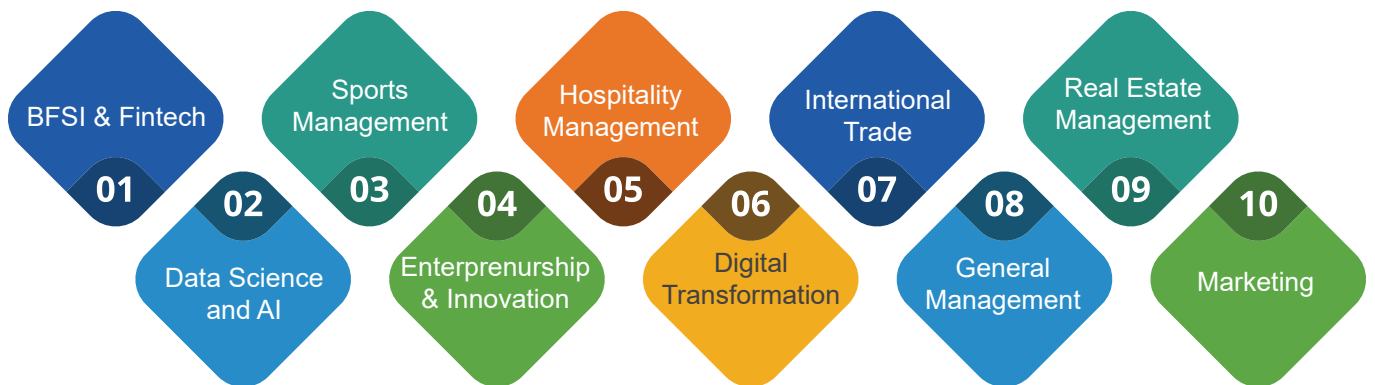 BFSI & Fintech
01
02
Data Science
and AI
Sports
Management
03
04
Enterprenurship
& Innovation
Hospitality
Management
05
06
Digital
Transformation
International
Trade
07
08
General
Management
Real Estate
Management
09
10
Marketing